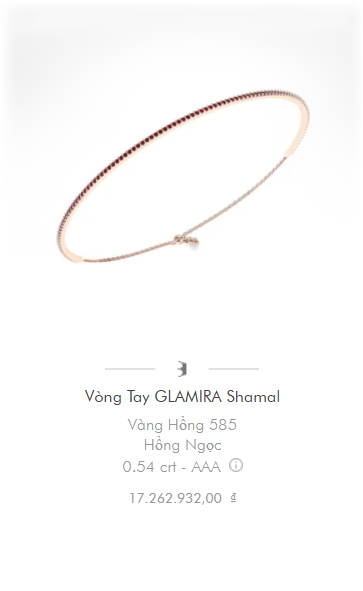 Vòng Tay GLAMIRA Shamal
Vàng Hồng 585
Hồng Ngọc
0.54 crt - AAA
17.262.932,00 ₫